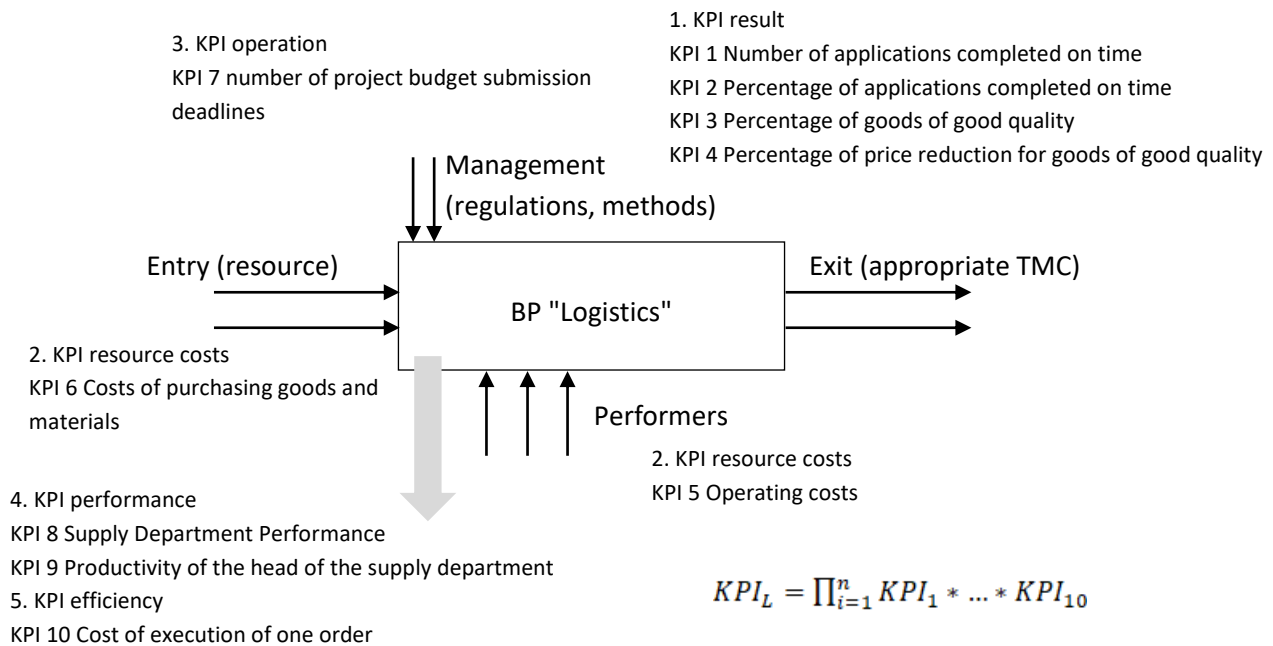 3. KPI operation
KPI 7 number of project budget submission
deadlines
1. KPI result
KPI 1 Number of applications completed on time
KPI 2 Percentage of applications completed on time
KPI 3 Percentage of goods of good quality
KPI 4 Percentage of price reduction for goods of good quality
Management
(regulations, methods)
Entry (resource)
BP "Logistics"
Exit (appropriate TMC)
2. KPI resource costs
KPI 6 Costs of purchasing goods and
materials
Performers
2. KPI resource costs
KPI 5 Operating costs
4. KPI performance
KPI 8 Supply Department Performance
KPI 9 Productivity of the head of the supply department
5. KPI efficiency
KPI 10 Cost of execution of one order
$KPI_L = \prod_{i=1}^{n} KPI_1 * \ldots * KPI_{10}$